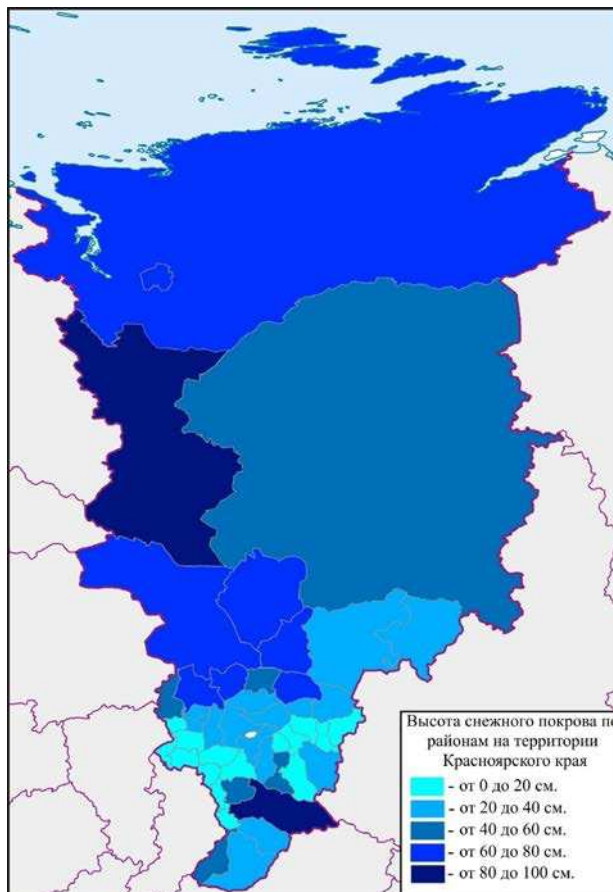 Высота снежного покрова по
районам на территории
Красноярского края
- от 0 до 20 см.
- от 20 до 40 см.
- от 40 до 60 см.
- от 60 до 80 см.
- от 80 до 100 см.